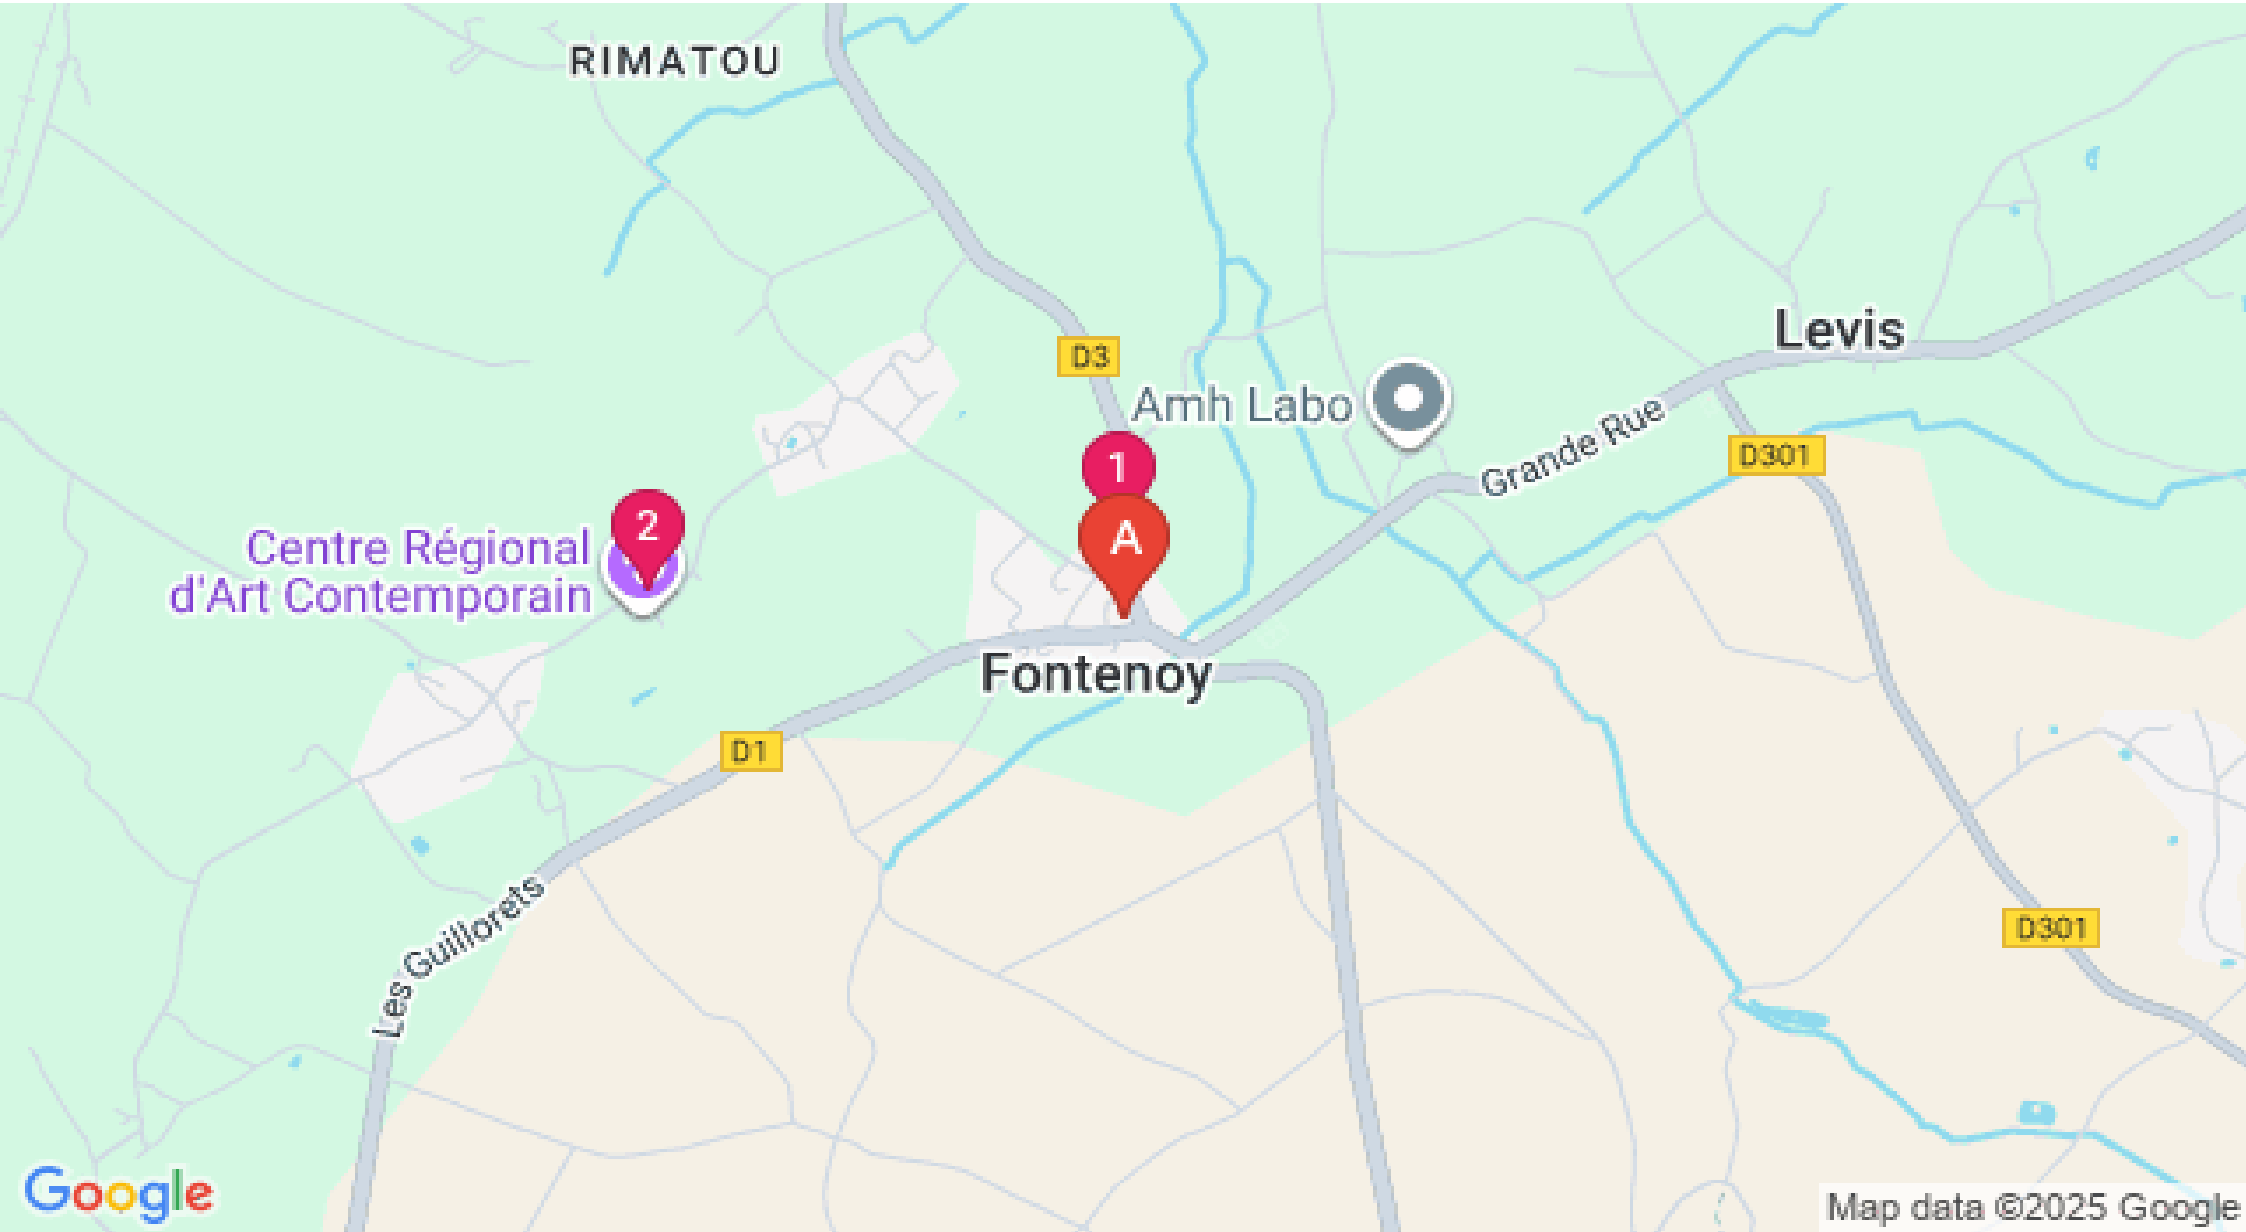 RIMATOU
Levis
D3
Amh Labo
Grande Rue
D301
1
2
A
Centre Régional
d'Art Contemporain
Fontenoy
D1
Les Guillorets
D301
Google
Map data ©2025 Google